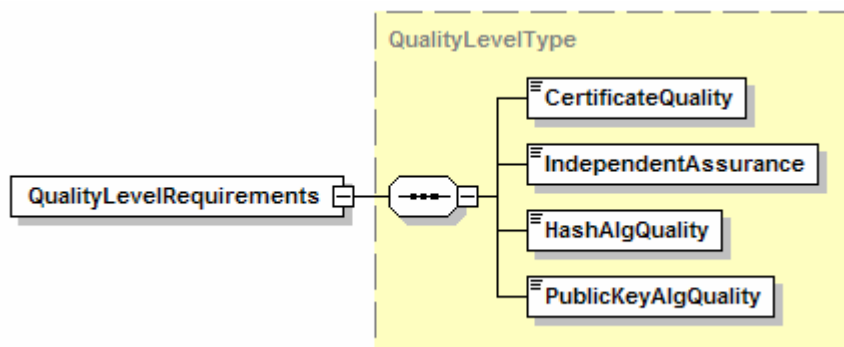 QualityLevelType
CertificateQuality
IndependentAssurance
QualityLevelRequirements
HashAlgQuality
PublicKeyAlgQuality